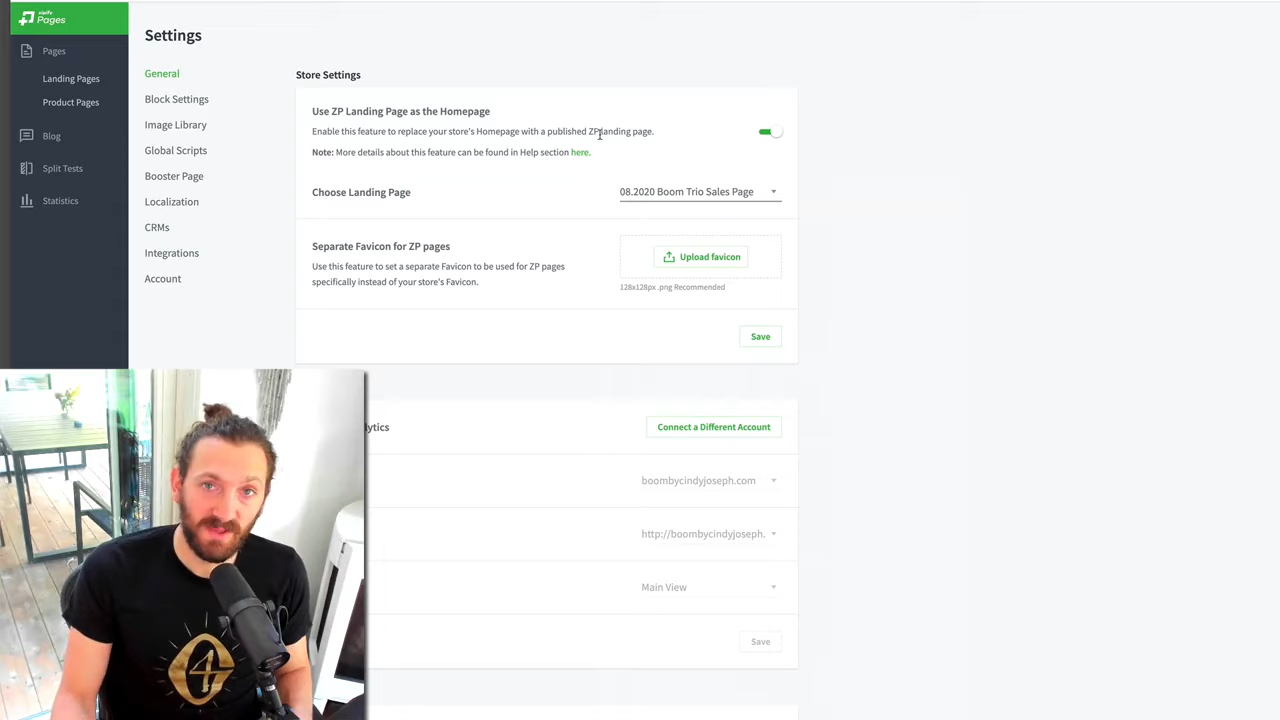 zipify
Pages
Pages
Landing Pages
Product Pages
Blog
Split Tests
Statistics
Settings
General
Block Settings
Image Library
Global Scripts
Booster Page
Localization
CRMs
Integrations
Account
Store Settings
Use ZP Landing Page as the Homepage
Enable this feature to replace your store's Homepage with a published ZP landing page.
Note: More details about this feature can be found in Help section here.
Choose Landing Page
08.2020 Boom Trio Sales Page
Separate Favicon for ZP pages
Use this feature to set a separate Favicon to be used for ZP pages
specifically instead of your store's Favicon.
Upload favicon
128x128px .png Recommended
Save
lytics
Connect a Different Account
boombycindyjoseph.com
http://boombycindyjoseph.
Main View
Save